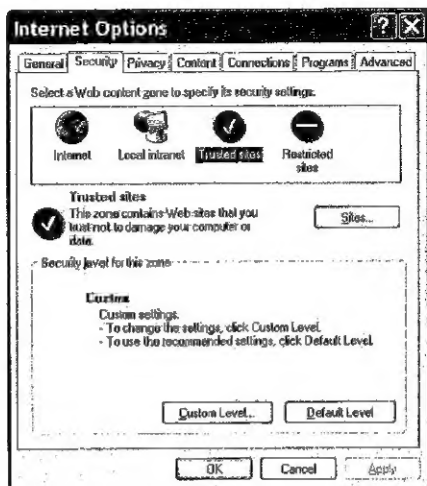 Internet Options
General Security Privacy Content Connections Programs Advanced
Select a Web content zone to specify its security settings.
Internet Local intranet Trusted sites Restricted sites
Trusted sites
This zone contains Web sites that you
trust not to damage your computer or
data.
Sites...
Security level for this zone
Custom
Custom settings.
- To change the settings, click Custom Level.
- To use the recommended settings, click Default Level.
Custom Level... Default Level
OK Cancel Apply